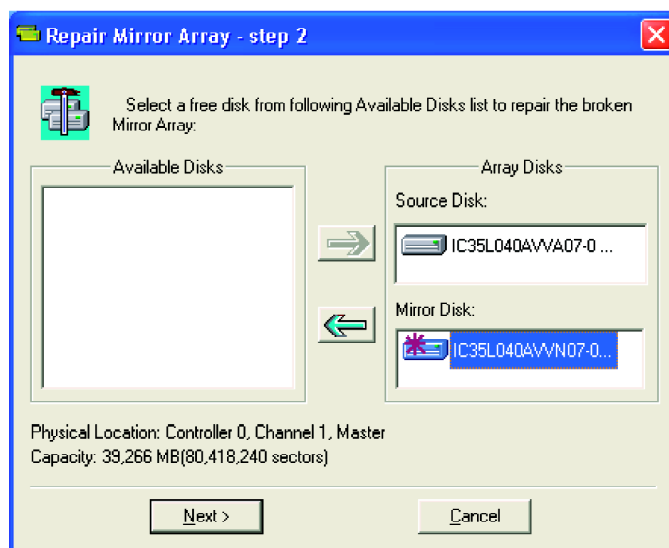 Repair Mirror Array - step 2
Select a free disk from following Available Disks list to repair the broken
Mirror Array:
Available Disks
Array Disks
Source Disk:
IC35L040AVVA07-0 ...
Mirror Disk:
IC35L040AVVN07-0...
Physical Location: Controller 0, Channel 1, Master
Capacity: 39,266 MB(80,418,240 sectors)
Next >
Cancel